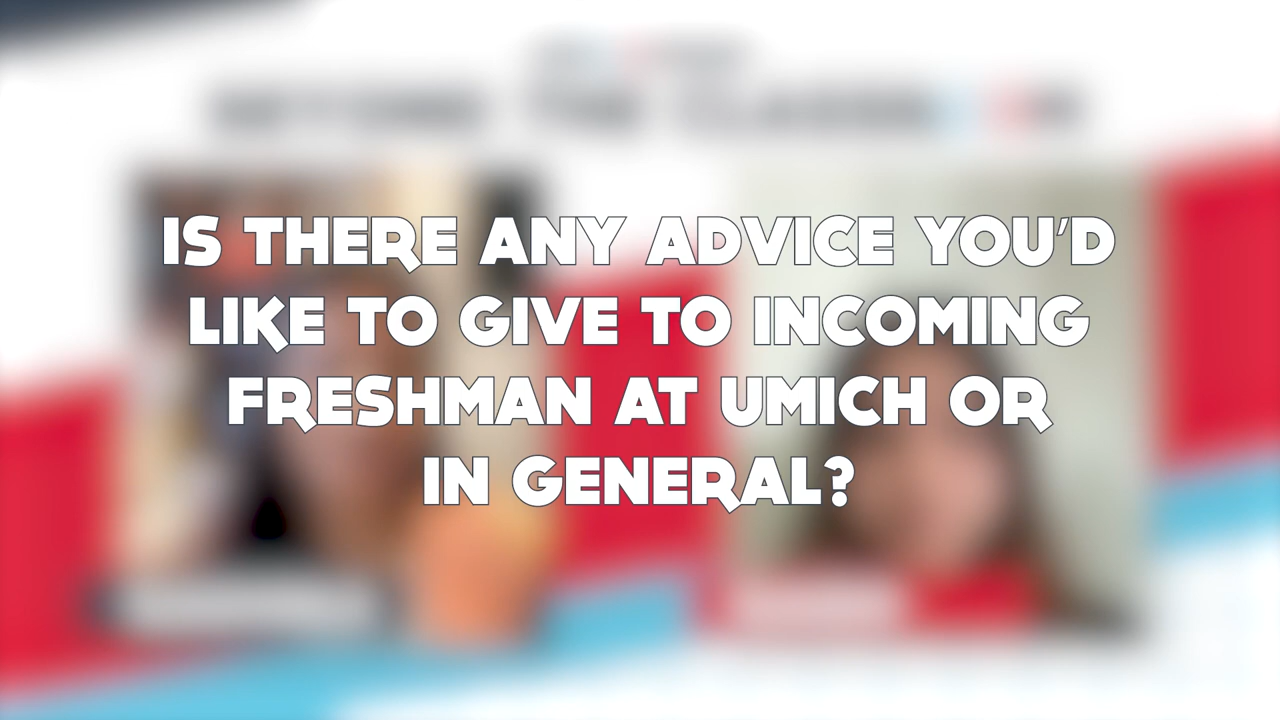 IS THERE ANY ADVICE YOU'D
LIKE TO GIVE TO INCOMING
FRESHMAN AT UMICH OR
IN GENERAL?